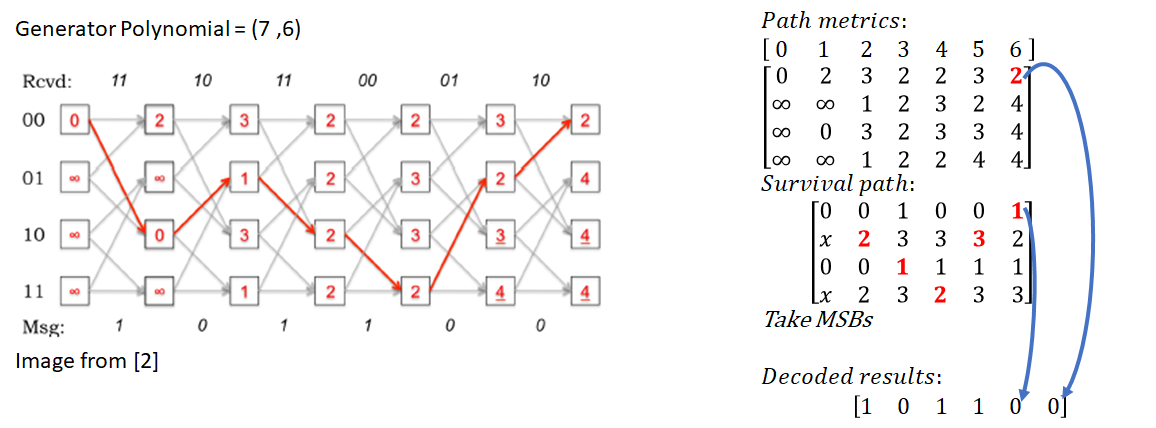 Generator Polynomial = (7 ,6)
Rcvd: 11 10 11 00 01 10
00 0 2 3 2 2 3 2
01 ∞ ∞ 1 2 3 2 4
10 ∞ 0 3 2 3 3 4
11 ∞ ∞ 1 2 2 4 4
Msg: 1 0 1 1 0 0
Image from [2]
Path metrics:
[0 1 2 3 4 5 6]
[0 2 3 2 2 3 2
∞ ∞ 1 2 3 2 4
∞ 0 3 2 3 3 4
∞ ∞ 1 2 2 4 4]
Survival path:
[0 0 1 0 0 1
x 2 3 3 3 2
0 0 1 1 1 1
x 2 3 2 3 3]
Take MSBs
Decoded results:
[1 0 1 1 0 0]